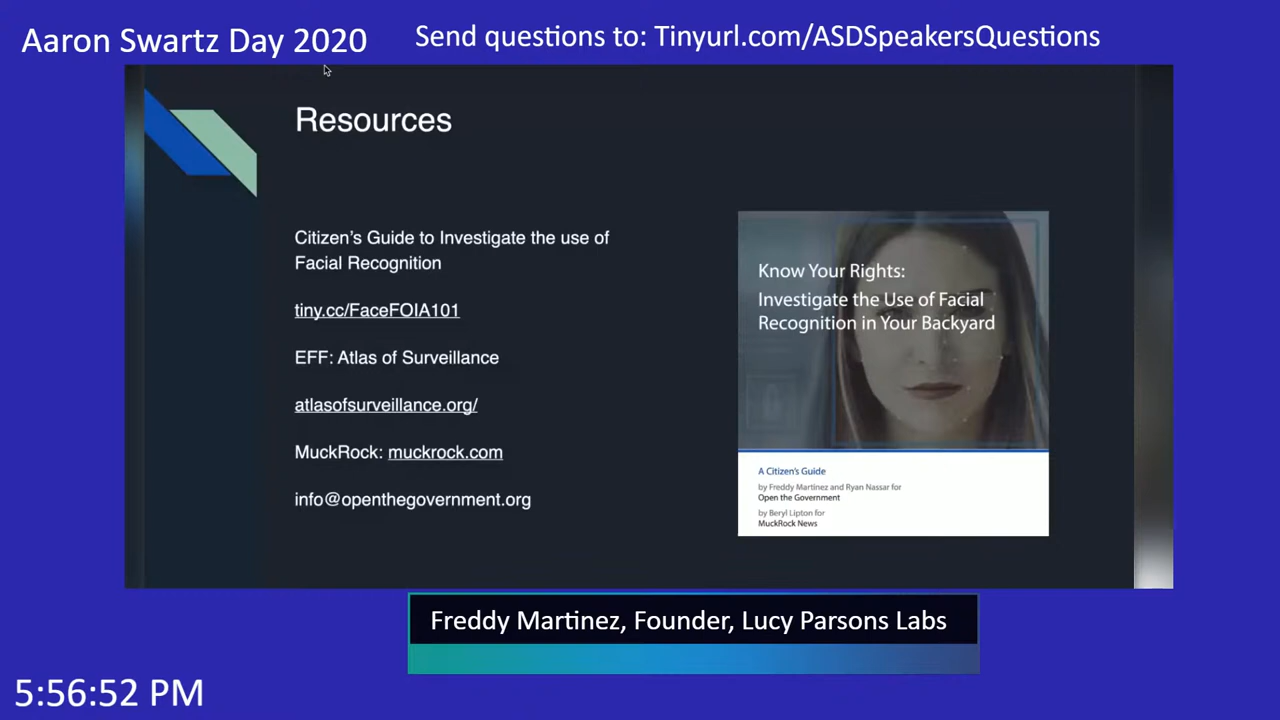 Aaron Swartz Day 2020
Send questions to: Tinyurl.com/ASDSpeakersQuestions
Resources
Citizen’s Guide to Investigate the use of
Facial Recognition
tiny.cc/FaceFOIA101
EFF: Atlas of Surveillance
atlasofsurveillance.org/
MuckRock: muckrock.com
info@openthegovernment.org
Know Your Rights:
Investigate the Use of Facial
Recognition in Your Backyard
A Citizen’s Guide
by Freddy Martinez and Ryan Nassar for
Open the Government
by Beryl Lipton for
MuckRock News
Freddy Martinez, Founder, Lucy Parsons Labs
5:56:52 PM